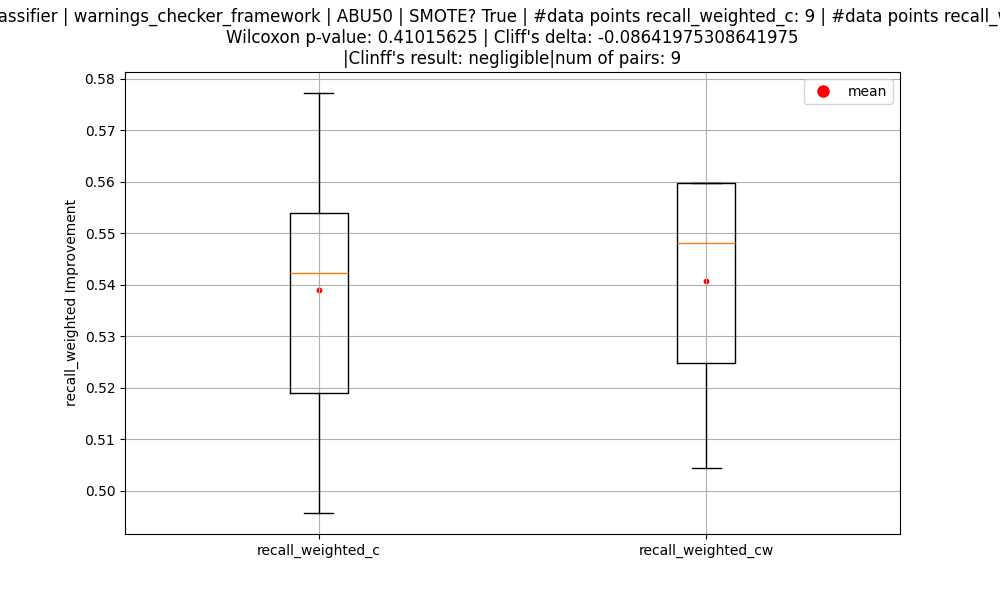 assifier | warnings_checker_framework | ABU50 | SMOTE? True | #data points recall_weighted_c: 9 | #data points
Wilcoxon p-value: 0.41015625 | Cliff's delta: -0.08641975308641975
|Clinff's result: negligible|num of pairs: 9
mean
0.58
0.57
0.56
0.55
0.54
0.53
0.52
0.51
0.50
recall_weighted Improvement
recall_weighted_c
recall_weighted_cw